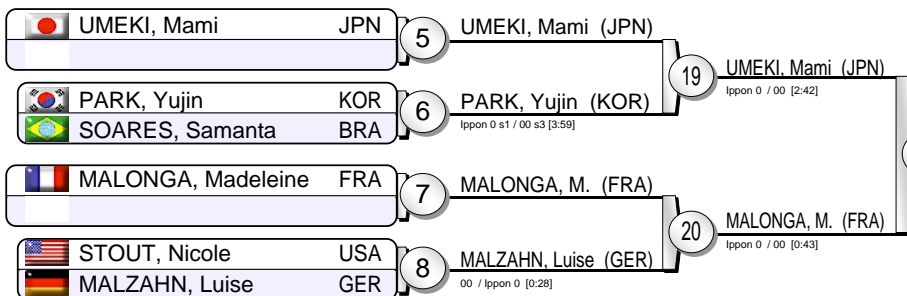 UMEKI, Mami JPN
5
UMEKI, Mami (JPN)
19
UMEKI, Mami (JPN)
Ippon 0 / 00 [2:42]
PARK, Yujin KOR
SOARES, Samanta BRA
6
PARK, Yujin (KOR)
Ippon 0 s1 / 00 s3 [3:59]
MALONGA, Madeleine FRA
7
MALONGA, M. (FRA)
20
MALONGA, M. (FRA)
Ippon 0 / 00 [0:43]
STOUT, Nicole USA
MALZAHN, Luise GER
8
MALZAHN, Luise (GER)
00 / Ippon 0 [0:28]